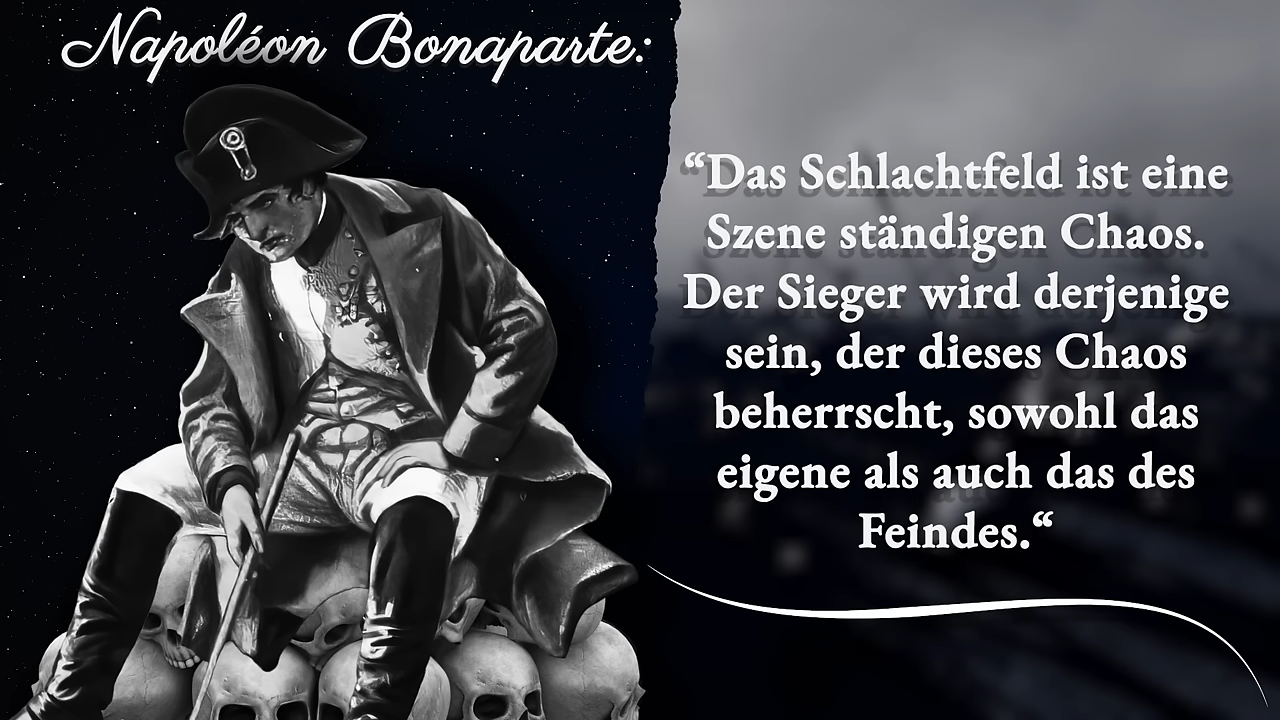 Napoléon Bonaparte:
“Das Schlachtfeld ist eine
Szene ständigen Chaos.
Der Sieger wird derjenige
sein, der dieses Chaos
beherrscht, sowohl das
eigene als auch das des
Feindes.“